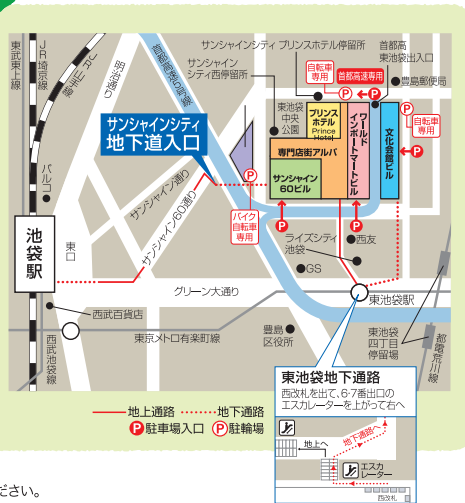 サンシャインシティ プリンスホテル停留所
首都高
東池袋出入口
自転車
専用
首都高速専用
豊島郵便局
サンシャイン
シティ西停留所
東武東上線
JR埼京線
JR山手線
明治通り
首都高速5号線
東池袋
中央
公園
プリンス
ホテル
Prince
Hotel
ワールド
インポートマートビル
文化会館ビル
自転車
専用
専門店街アルパ
サンシャイン
60ビル
サンシャインシティ
地下道入口
パルコ
サンシャイン通り
サンシャイン60通り
バイク
自転車
専用
池袋駅
東口
ライズシティ
池袋
西友
GS
グリーン大通り
東池袋駅
西武百貨店
東京メトロ有楽町線
豊島
区役所
東池袋
四丁目
停留場
都電荒川線
西武池袋線
東池袋地下通路
西改札を出て、6・7番出口の
エスカレーターを上がって右へ
地上へ
地下通路へ
エスカ
レーター
西改札
地上通路 地下通路
P駐車場入口 P駐輪場
ださい。